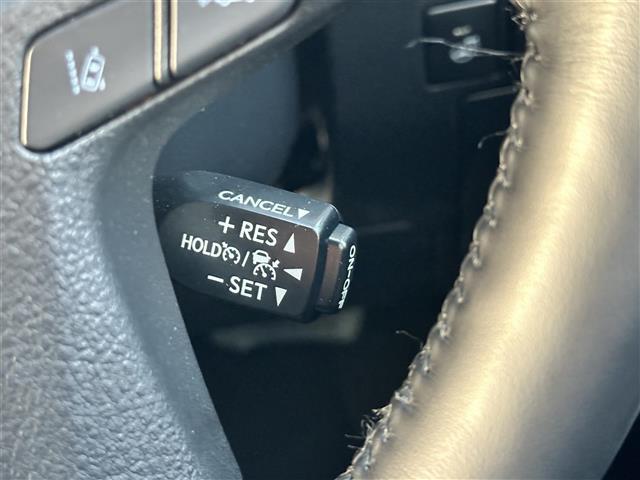 CANCEL▼
+ RES ▲
HOLD / ◄
− SET ▼
ON-OFF